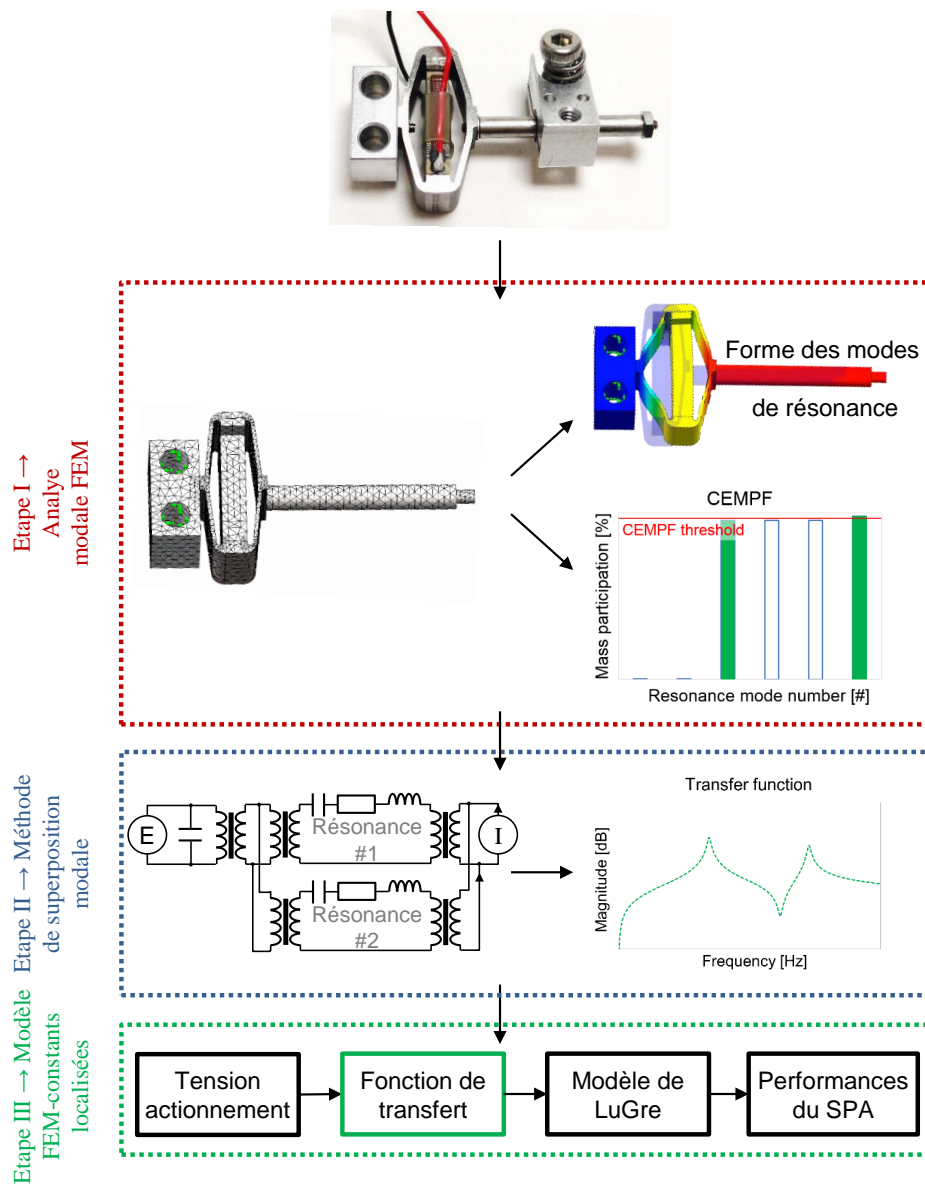 Etape I → Analye modale FEM
Forme des modes
de résonance
CEMPF
CEMPF threshold
Mass participation [%]
Resonance mode number [#]
Etape II → Méthode de superposition modale
E
Résonance
#1
I
Résonance
#2
Transfer function
Magnitude [dB]
Frequency [Hz]
Etape III → Modèle FEM-constants localisées
Tension
actionnement
Fonction de
transfert
Modèle de
LuGre
Performances
du SPA